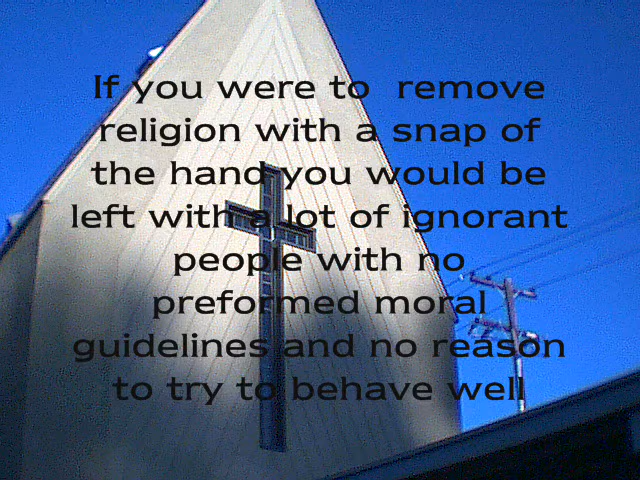 If you were to  remove
religion with a snap of
the hand you would be
left with a lot of ignorant
people with no
preformed moral
guidelines and no reason
to try to behave well